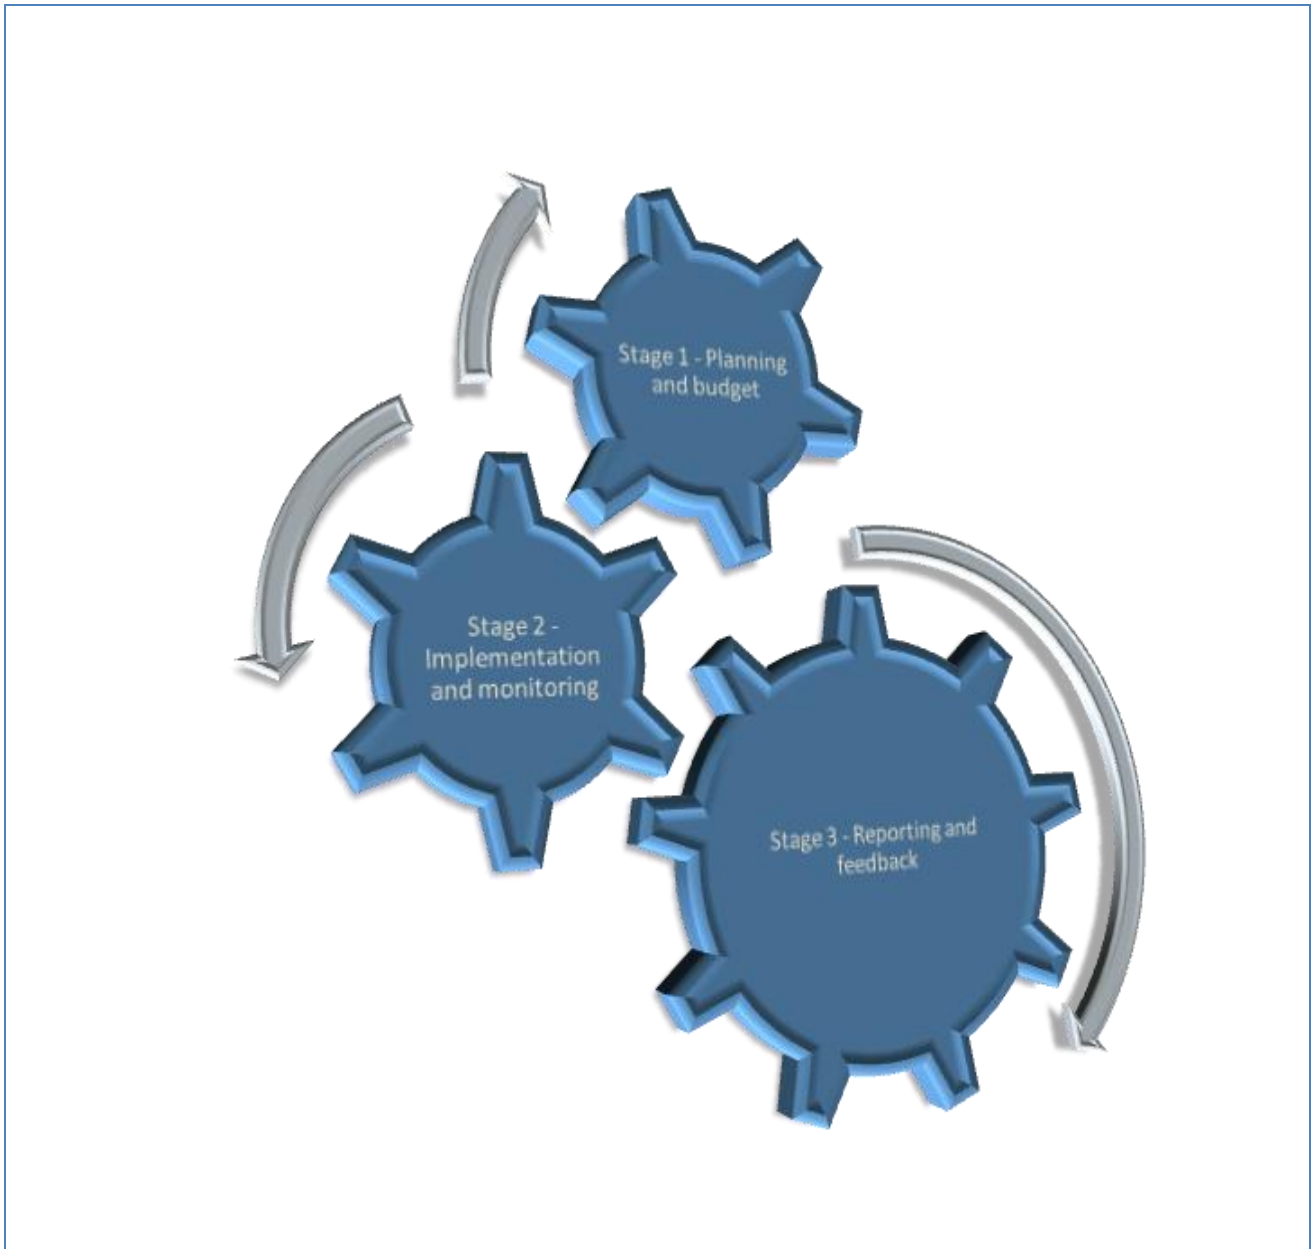 Stage 1 - Planning
and budget
Stage 2 -
Implementation
and monitoring
Stage 3 - Reporting and
feedback